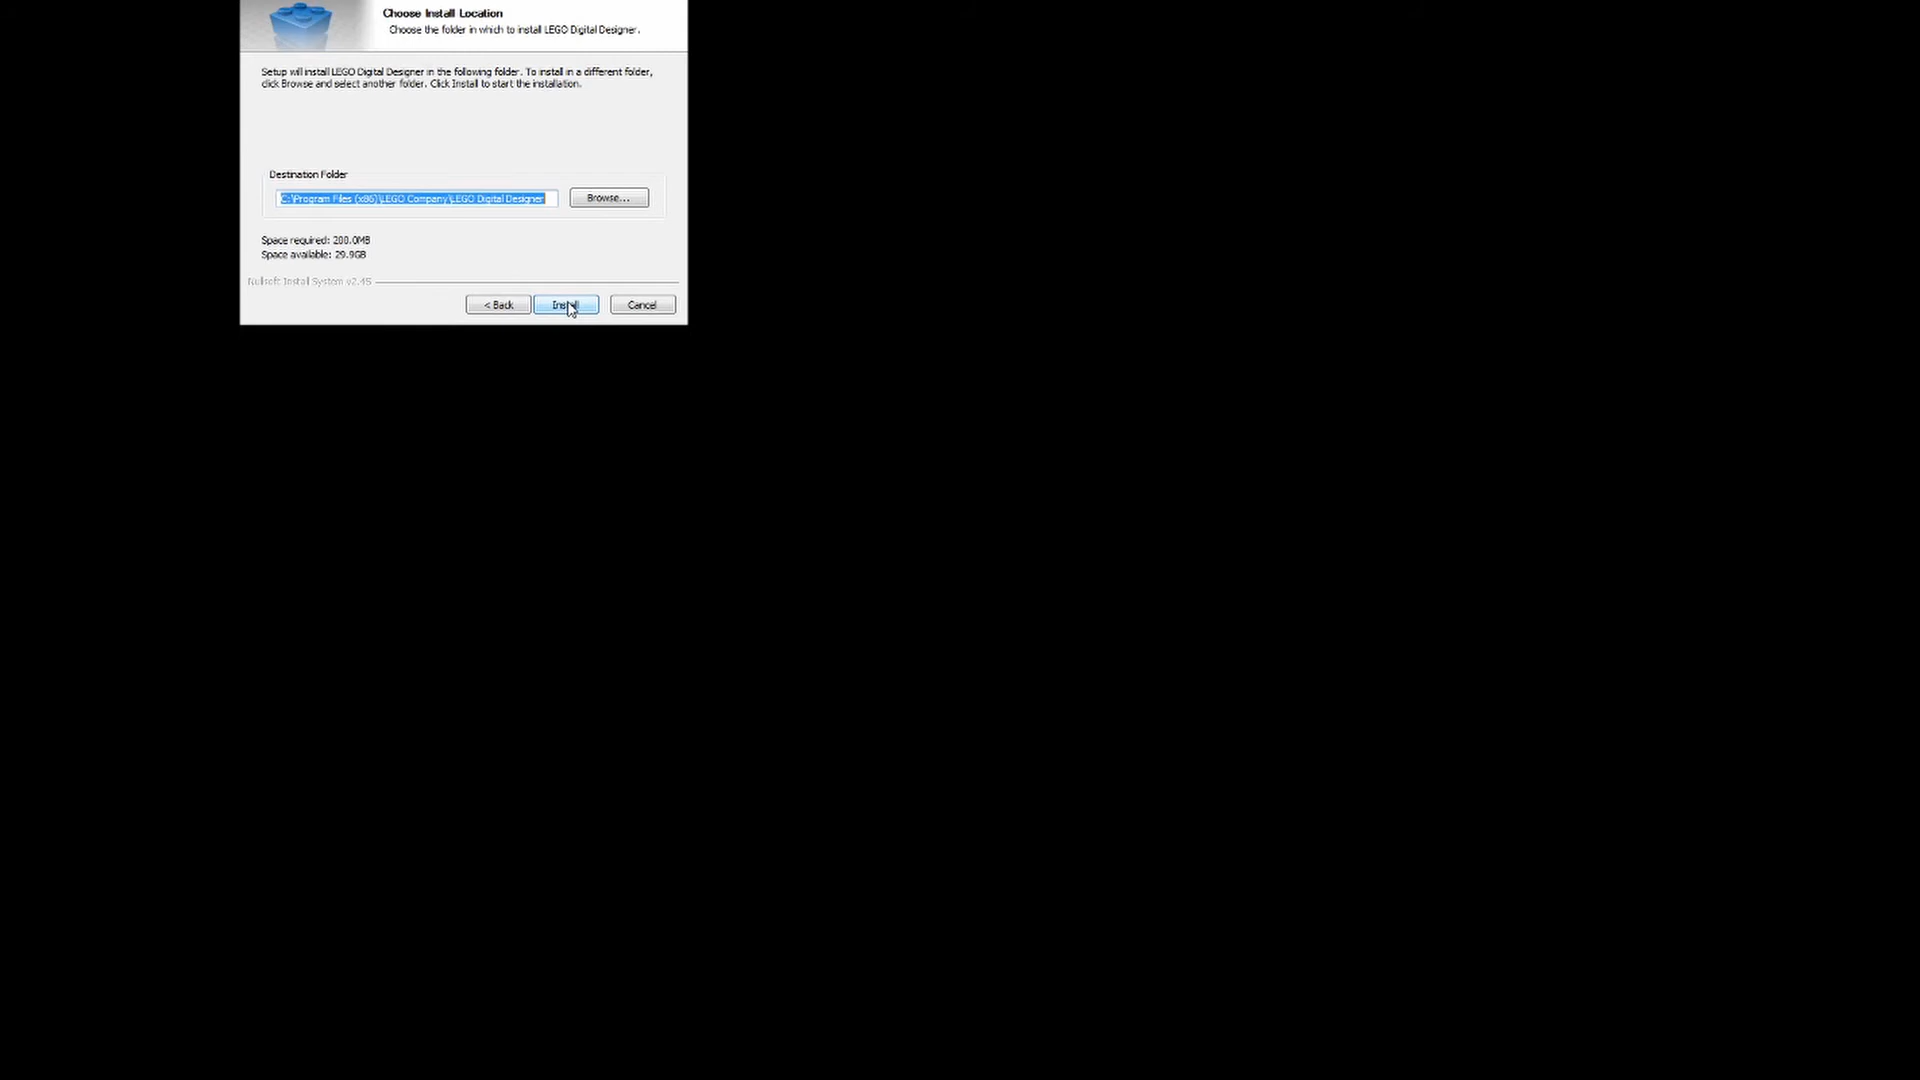 Choose Install Location
Choose the folder in which to install LEGO Digital Designer.
Setup will install LEGO Digital Designer in the following folder. To install in a different folder,
click Browse and select another folder. Click Install to start the installation.
Destination Folder
C:\Program Files (x86)\LEGO Company\LEGO Digital Designer
Browse...
Space required: 200.0MB
Space available: 29.9GB
Nullsoft Install System v2.45
< Back
Install
Cancel